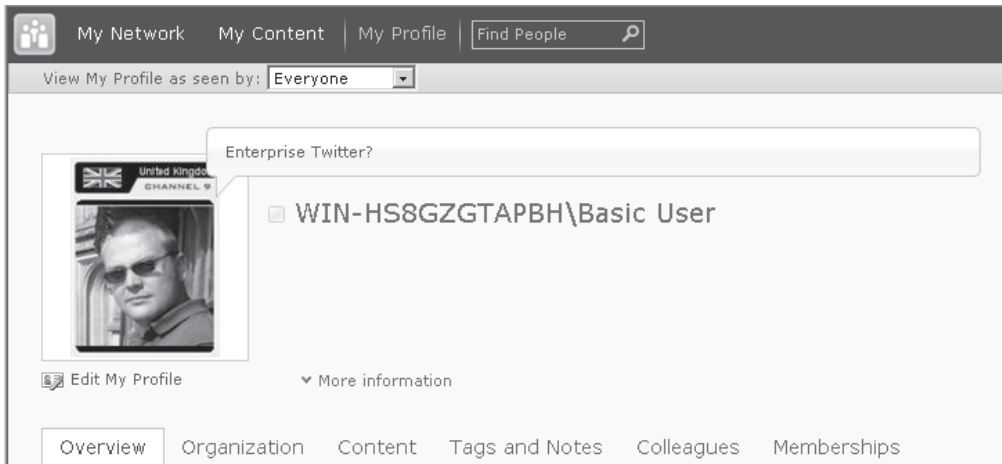 My Network My Content My Profile Find People
View My Profile as seen by: Everyone
Enterprise Twitter?
United Kingdo
CHANNEL 9
WIN-HS8GZGTAPBH\Basic User
Edit My Profile More information
Overview Organization Content Tags and Notes Colleagues Memberships